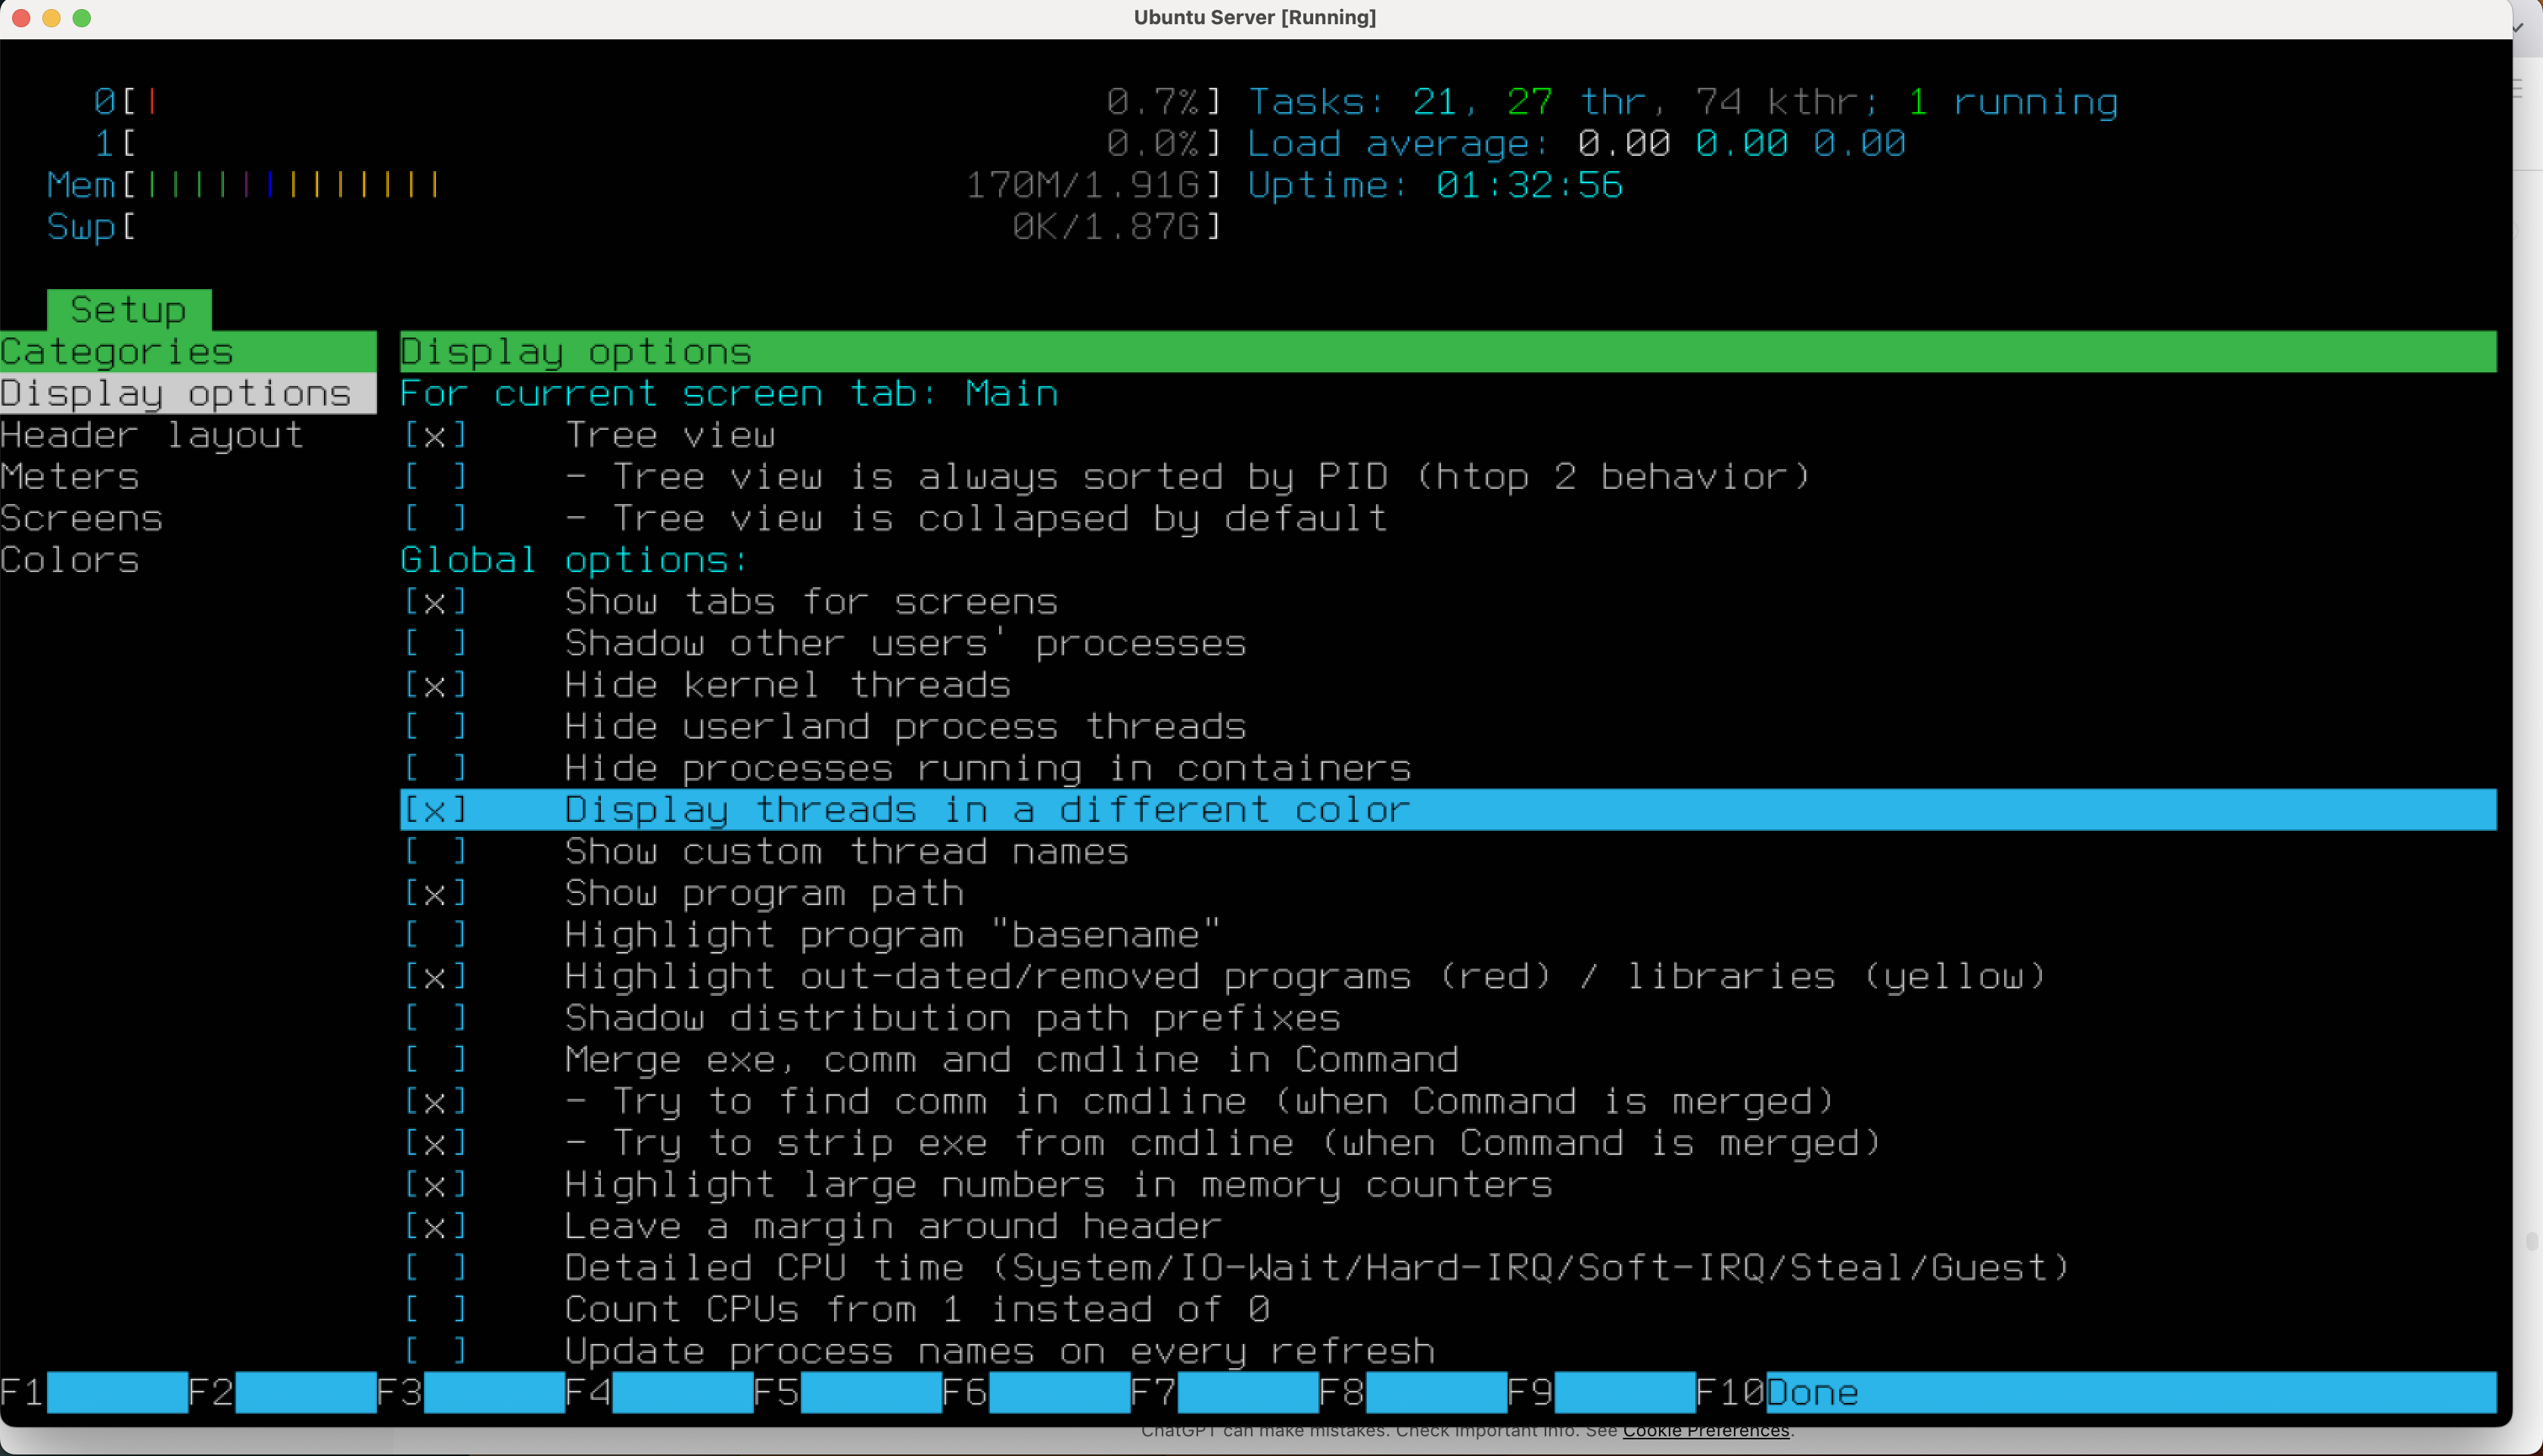 Ubuntu Server [Running]
0[| 0.7%] Tasks: 21, 27 thr, 74 kthr; 1 running
1[ 0.0%] Load average: 0.00 0.00 0.00
Mem[||||||||||||| 170M/1.91G] Uptime: 01:32:56
Swp[ 0K/1.87G]
Setup
Categories Display options
Display options For current screen tab: Main
Header layout [x] Tree view
Meters [ ] - Tree view is always sorted by PID (htop 2 behavior)
Screens [ ] - Tree view is collapsed by default
Colors Global options:
[x] Show tabs for screens
[ ] Shadow other users' processes
[x] Hide kernel threads
[ ] Hide userland process threads
[ ] Hide processes running in containers
[x] Display threads in a different color
[ ] Show custom thread names
[x] Show program path
[ ] Highlight program "basename"
[x] Highlight out-dated/removed programs (red) / libraries (yellow)
[ ] Shadow distribution path prefixes
[ ] Merge exe, comm and cmdline in Command
[x] - Try to find comm in cmdline (when Command is merged)
[x] - Try to strip exe from cmdline (when Command is merged)
[x] Highlight large numbers in memory counters
[x] Leave a margin around header
[ ] Detailed CPU time (System/IO-Wait/Hard-IRQ/Soft-IRQ/Steal/Guest)
[ ] Count CPUs from 1 instead of 0
[ ] Update process names on every refresh
F1 F2 F3 F4 F5 F6 F7 F8 F9 F10Done
ChatGPT can make mistakes. Check important info. See Cookie Preferences.